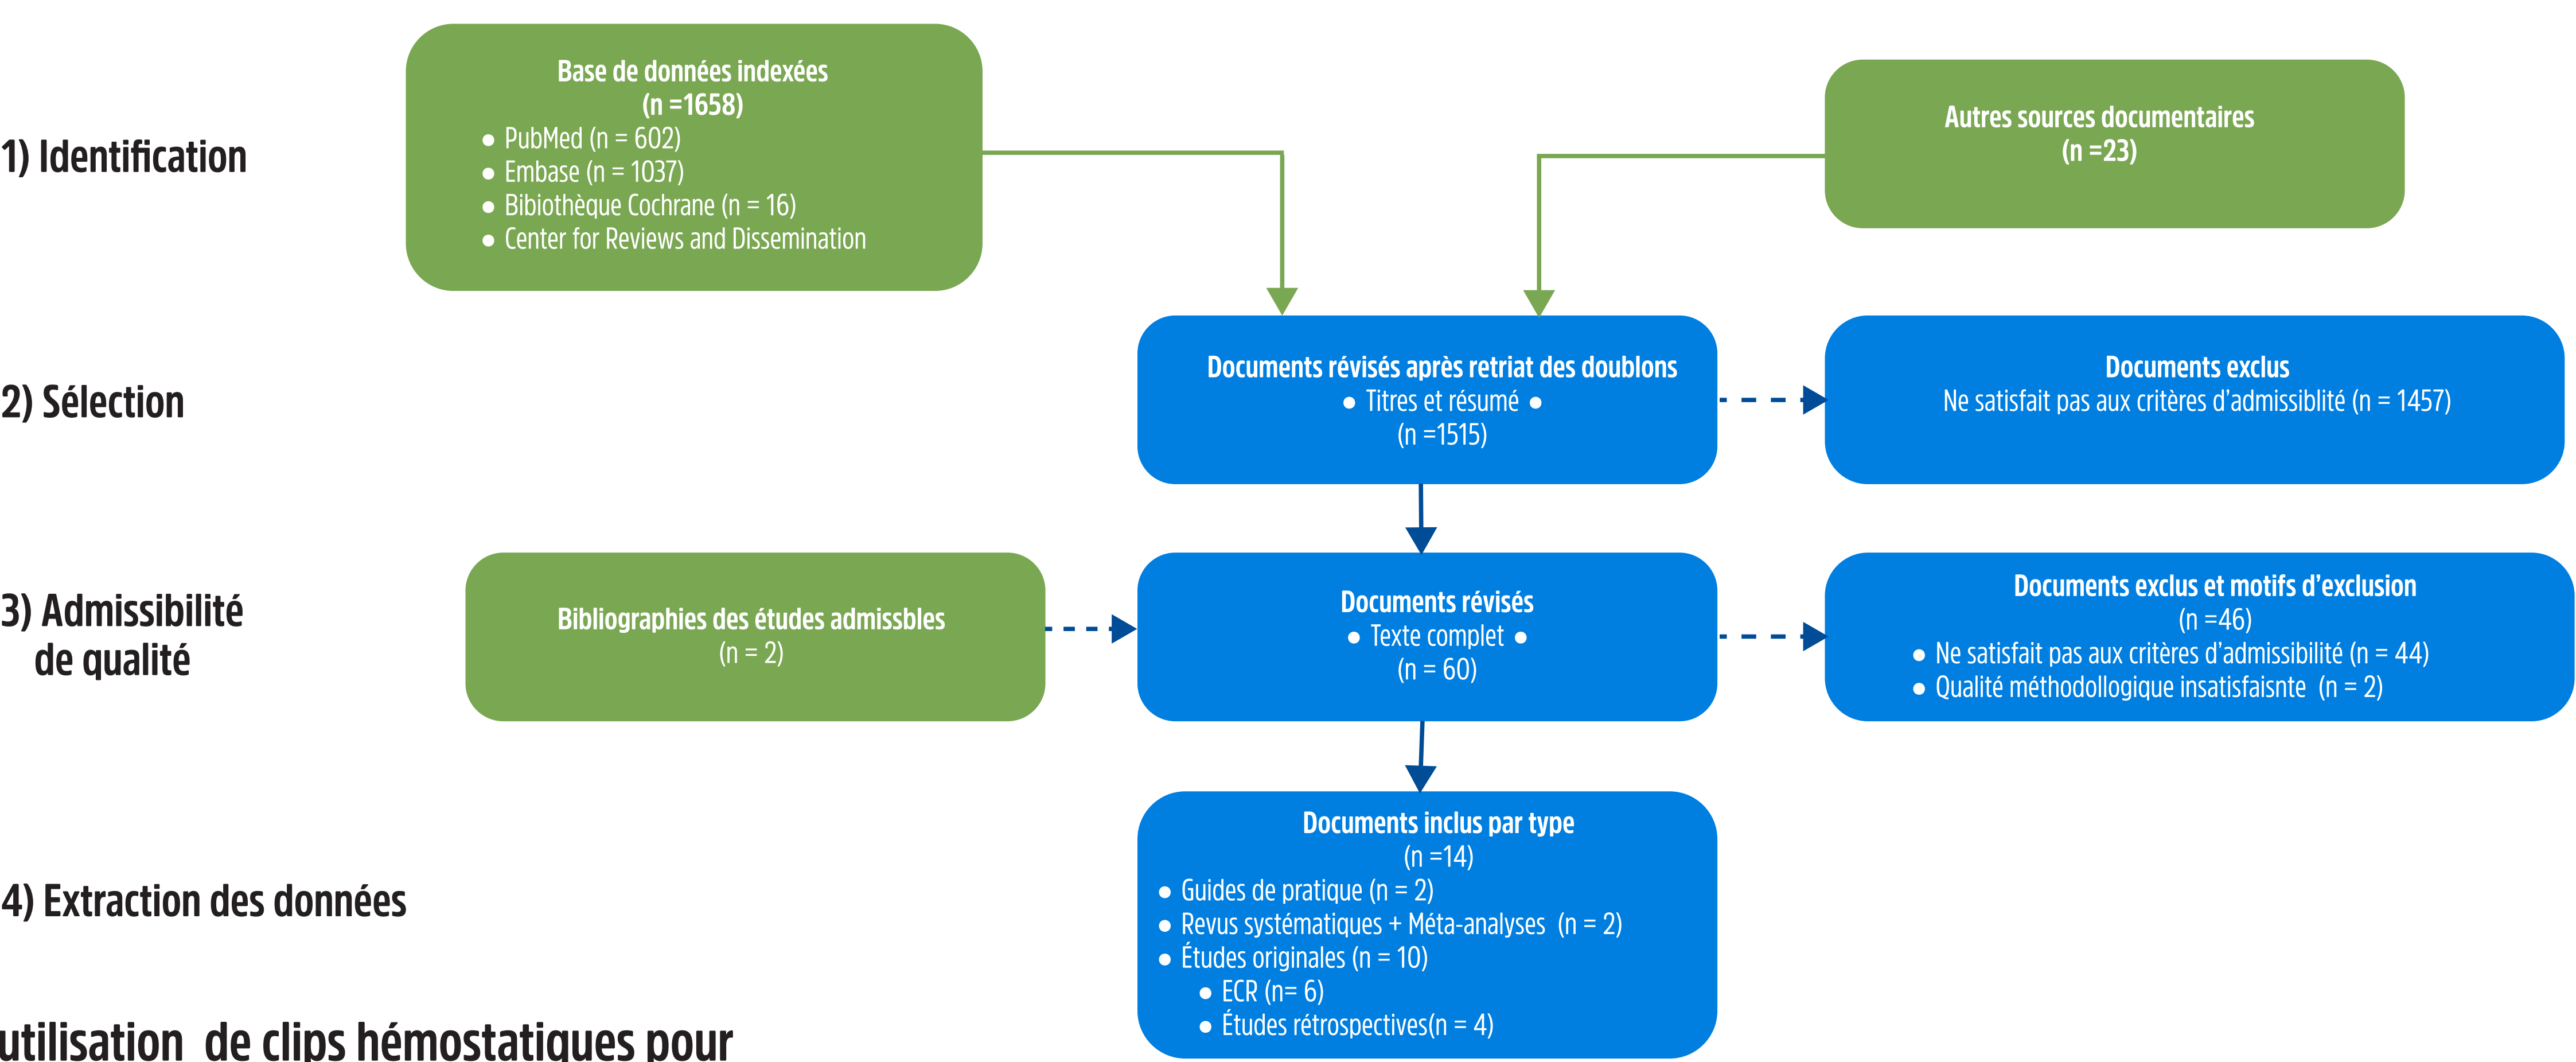 1) Identification
Base de données indexées
(n =1658)
● PubMed (n = 602)
● Embase (n = 1037)
● Bibiothèque Cochrane (n = 16)
● Center for Reviews and Dissemination
Autres sources documentaires
(n =23)
2) Sélection
Documents révisés après retriat des doublons
● Titres et résumé ●
(n =1515)
Documents exclus
Ne satisfait pas aux critères d'admissiblité (n = 1457)
3) Admissibilité
de qualité
Bibliographies des études admissbles
(n = 2)
Documents révisés
● Texte complet ●
(n = 60)
Documents exclus et motifs d'exclusion
(n =46)
● Ne satisfait pas aux critères d'admissibilité (n = 44)
● Qualité méthodollogique insatisfaisnte (n = 2)
4) Extraction des données
Documents inclus par type
(n =14)
● Guides de pratique (n = 2)
● Revus systématiques + Méta-analyses (n = 2)
● Études originales (n = 10)
● ECR (n= 6)
● Études rétrospectives(n = 4)
utilisation de clips hémostatiques pour